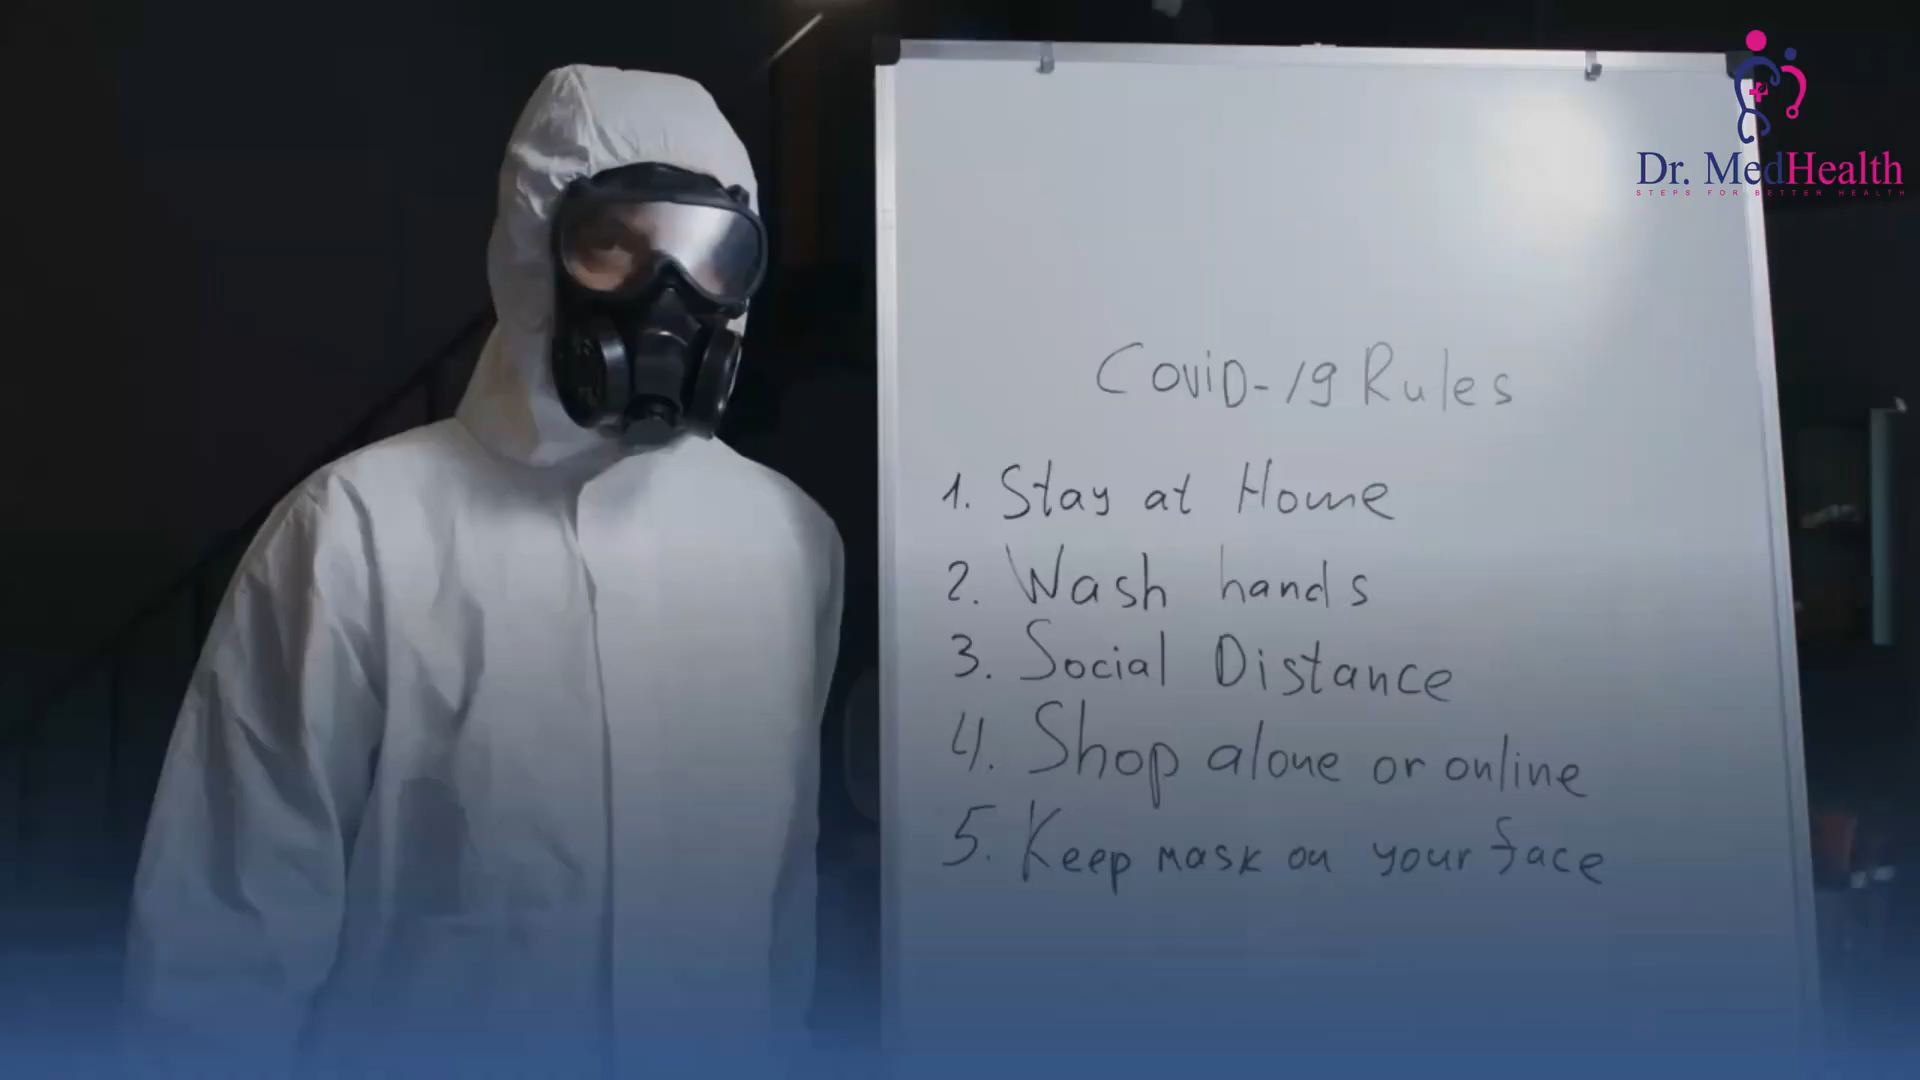 Dr. MedHealth
STEPS FOR BETTER HEALTH
CoviD-19 Rules
1. Stay at Home
2. Wash hands
3. Social Distance
4. Shop alone or online
5. Keep mask on your face